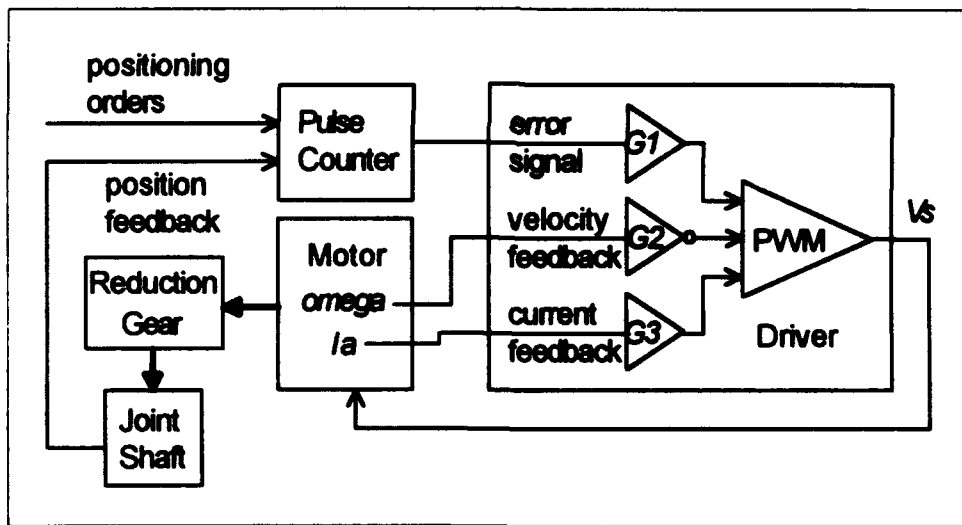 positioning
orders
Pulse
Counter
error
signal
G1
position
feedback
velocity
feedback
G2
PWM
Vs
Motor
omega
Ia
Reduction
Gear
current
feedback
G3
Driver
Joint
Shaft